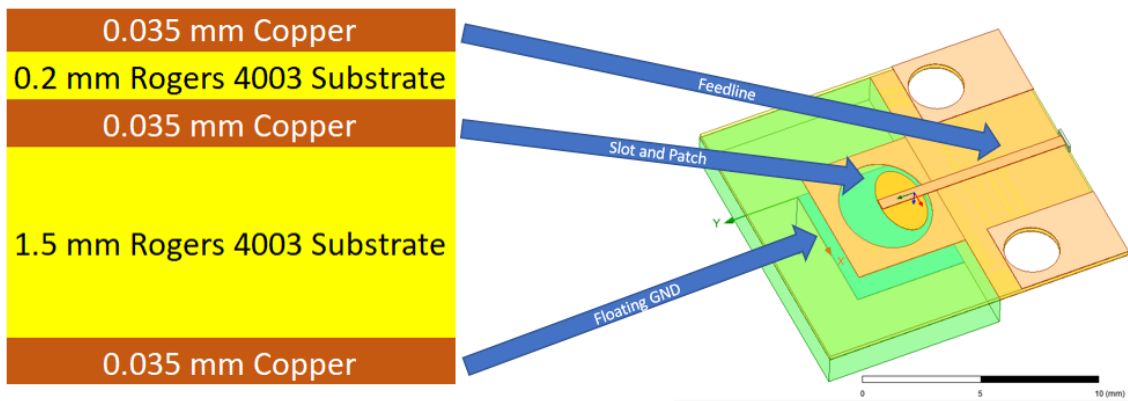 0.035 mm Copper
0.2 mm Rogers 4003 Substrate
0.035 mm Copper
1.5 mm Rogers 4003 Substrate
0.035 mm Copper
Feedline
Slot and Patch
Floating GND
Y
X
0
5
10 (mm)